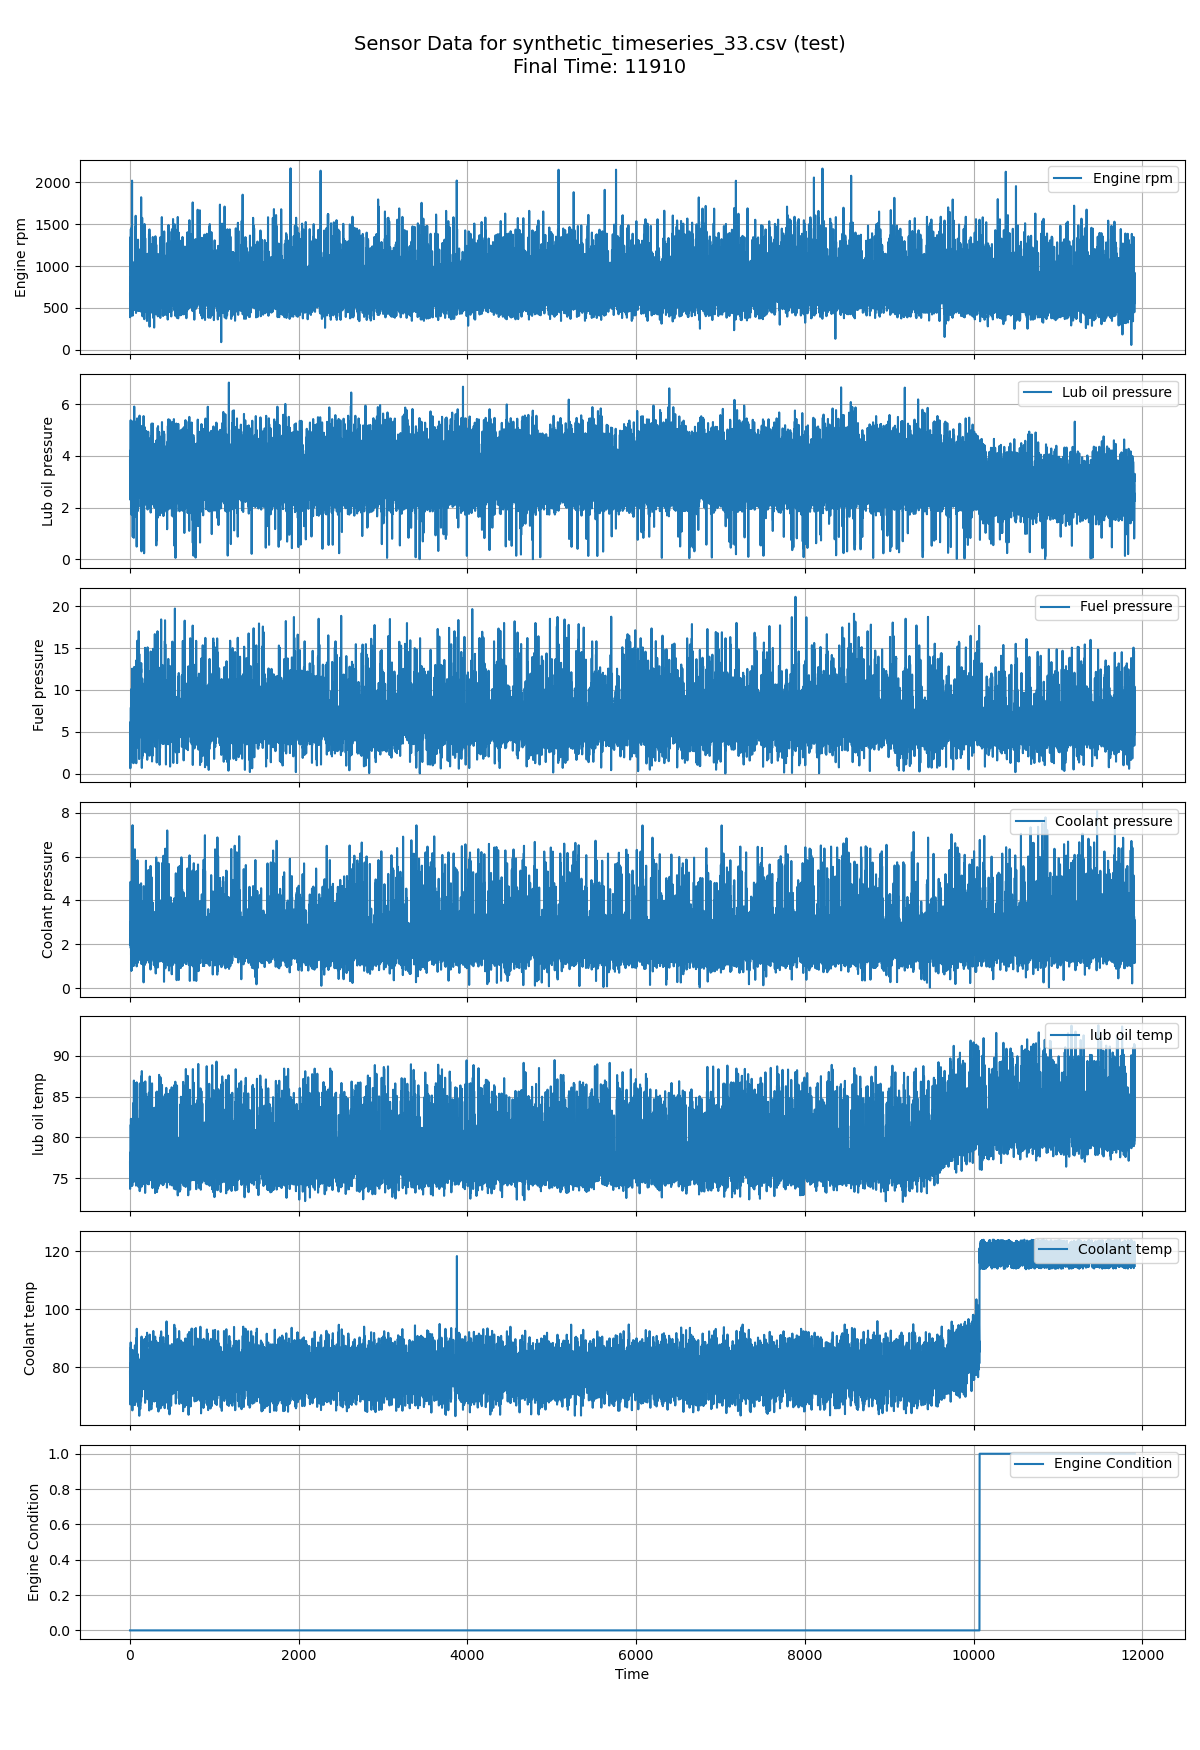 Sensor Data for synthetic_timeseries_33.csv (test)
Final Time: 11910
Engine rpm
2000
1500
1000
500
0
Engine rpm
Lub oil pressure
6
4
2
0
Lub oil pressure
Fuel pressure
20
15
10
5
0
Fuel pressure
Coolant pressure
8
6
4
2
0
Coolant pressure
lub oil temp
90
85
80
75
lub oil temp
Coolant temp
120
100
80
Coolant temp
Engine Condition
1.0
0.8
0.6
0.4
0.2
0.0
Engine Condition
0 2000 4000 6000 8000 10000 12000
Time